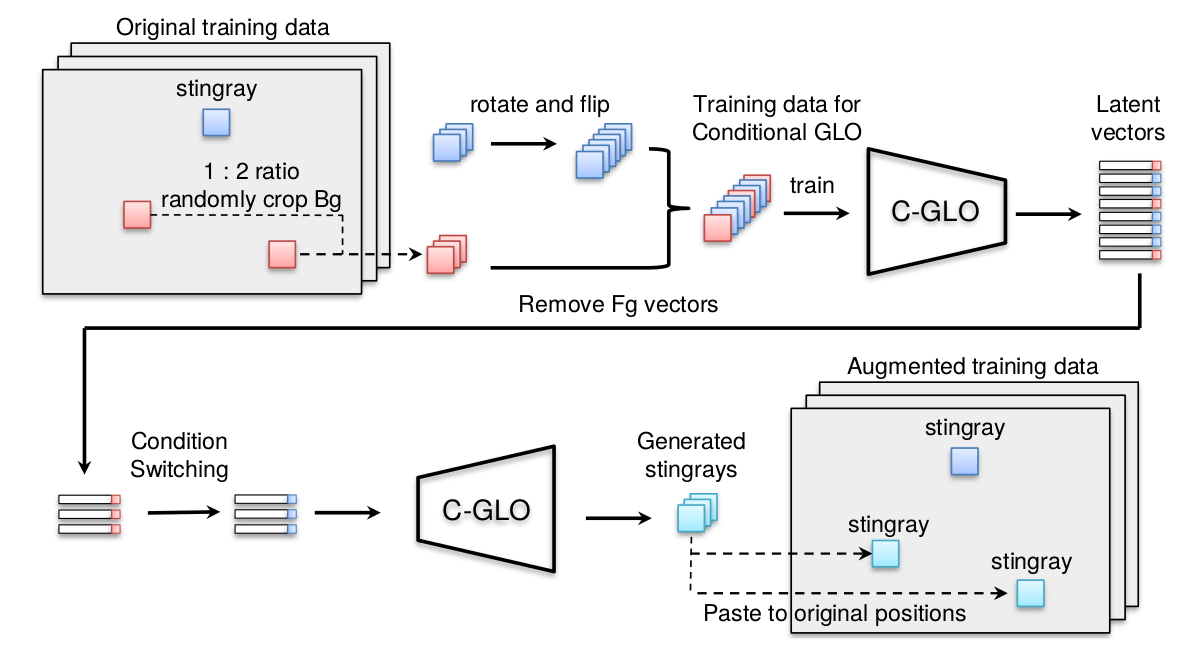 Original training data
stingray
1 : 2 ratio
randomly crop Bg
rotate and flip
Training data for
Conditional GLO
train
C-GLO
Latent
vectors
Remove Fg vectors
Condition
Switching
C-GLO
Generated
stingrays
Augmented training data
stingray
stingray
stingray
Paste to original positions